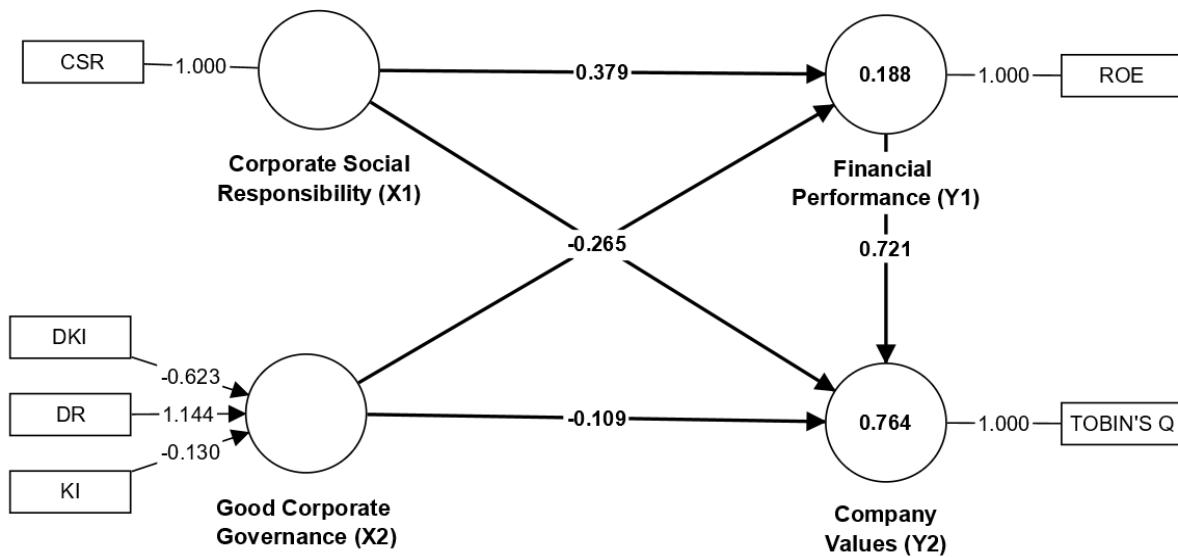 CSR
1.000
0.379
0.188
1.000
ROE
Corporate Social
Responsibility (X1)
Financial
Performance (Y1)
-0.265
0.721
DKI
-0.623
DR
1.144
-0.109
0.764
1.000
TOBIN'S Q
-0.130
KI
Good Corporate
Governance (X2)
Company
Values (Y2)